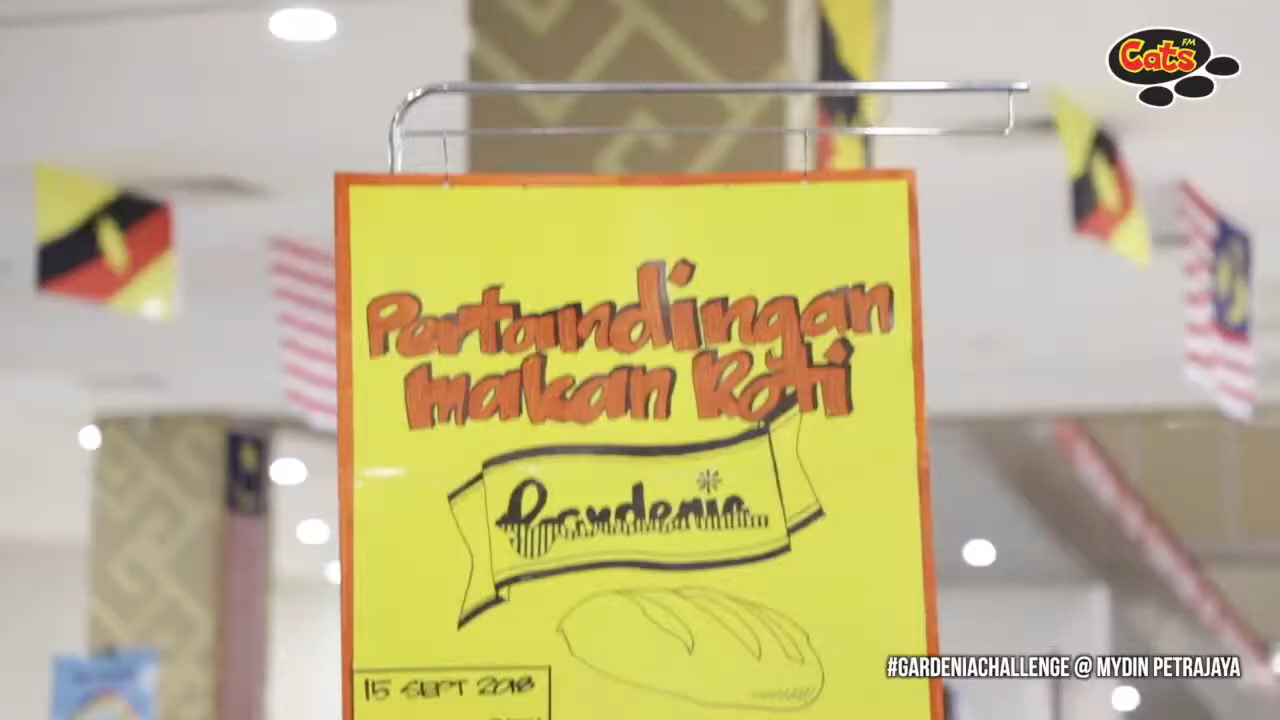 Cats FM
Pertandingan
makan Roti
Gardenia
15 SEPT 2018
#GARDENIACHALLENGE @ MYDIN PETRAJAYA